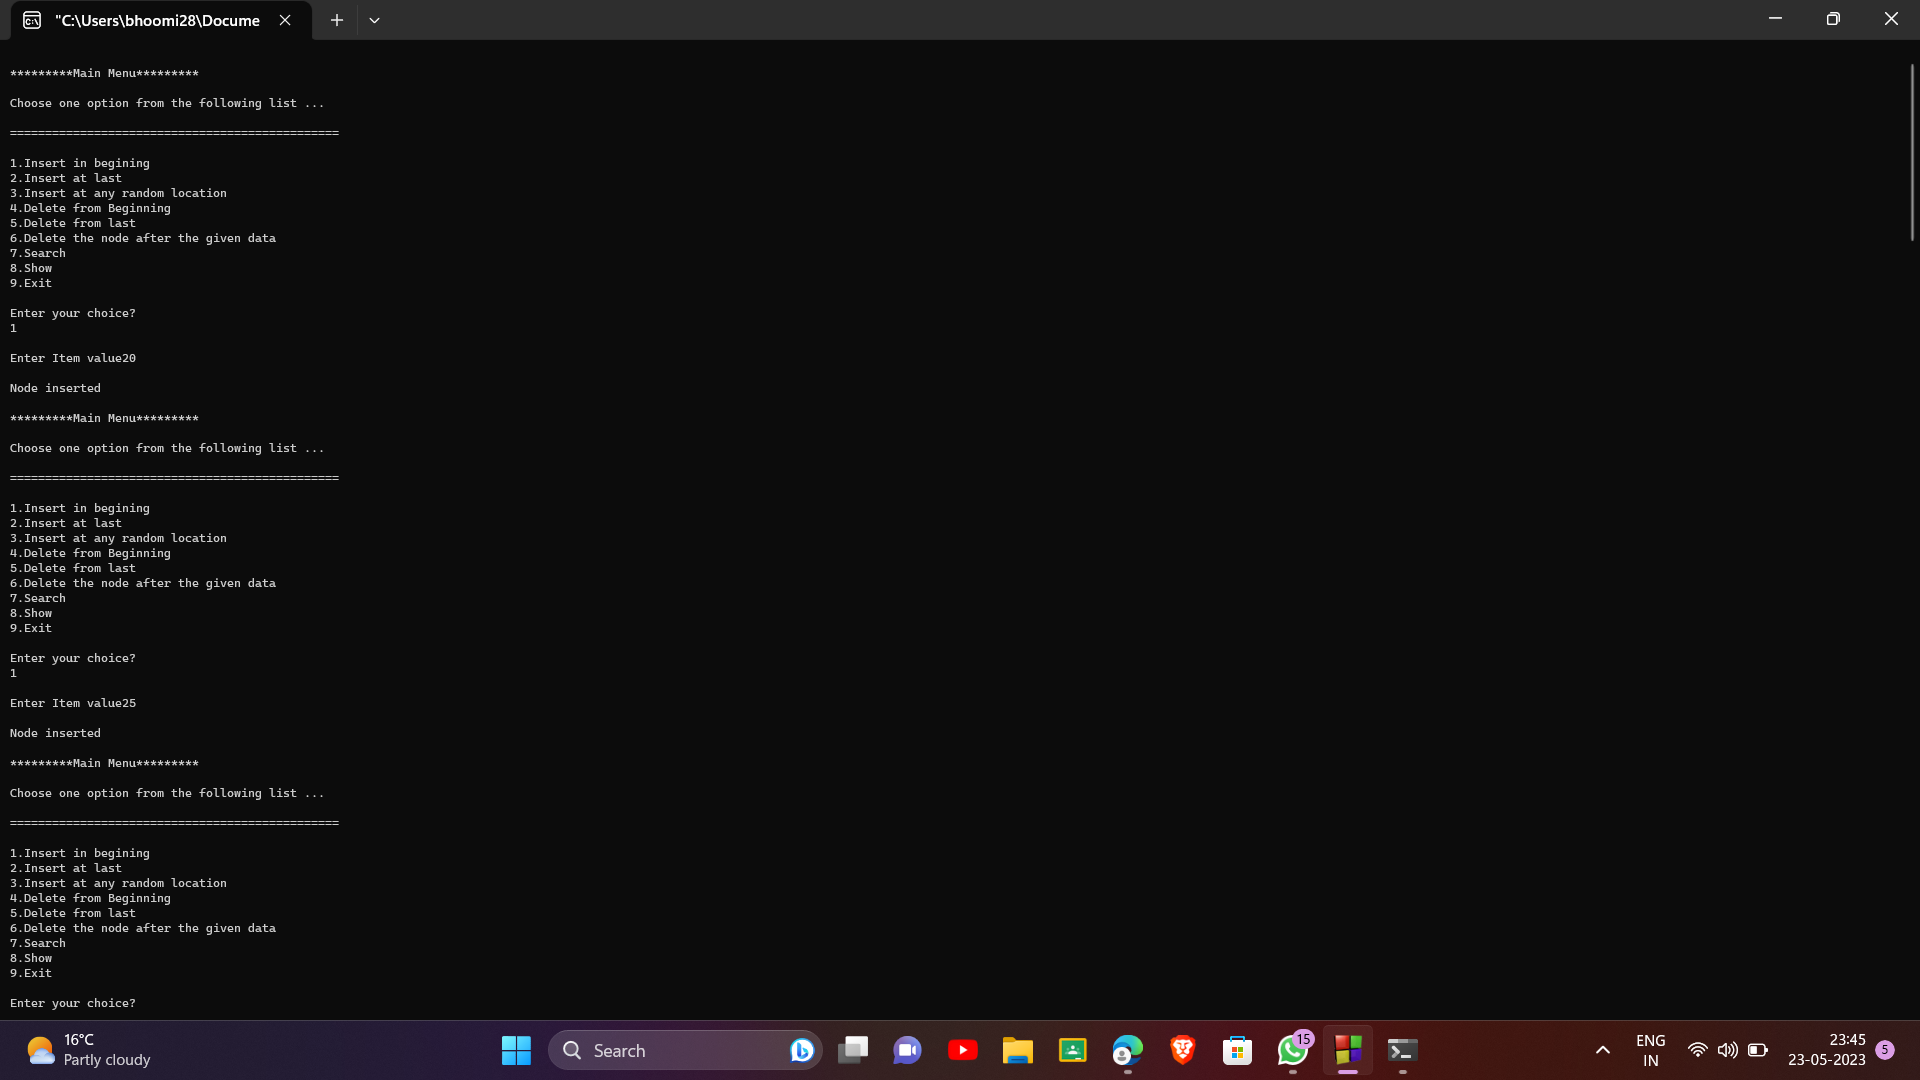 "C:\Users\bhoomi28\Docume
*********Main Menu*********
Choose one option from the following list ...
===============================================
1.Insert in begining
2.Insert at last
3.Insert at any random location
4.Delete from Beginning
5.Delete from last
6.Delete the node after the given data
7.Search
8.Show
9.Exit
Enter your choice?
1
Enter Item value20
Node inserted
*********Main Menu*********
Choose one option from the following list ...
===============================================
1.Insert in begining
2.Insert at last
3.Insert at any random location
4.Delete from Beginning
5.Delete from last
6.Delete the node after the given data
7.Search
8.Show
9.Exit
Enter your choice?
1
Enter Item value25
Node inserted
*********Main Menu*********
Choose one option from the following list ...
===============================================
1.Insert in begining
2.Insert at last
3.Insert at any random location
4.Delete from Beginning
5.Delete from last
6.Delete the node after the given data
7.Search
8.Show
9.Exit
Enter your choice?
16°C
Partly cloudy
Search
15
ENG
IN
23:45
23-05-2023
5